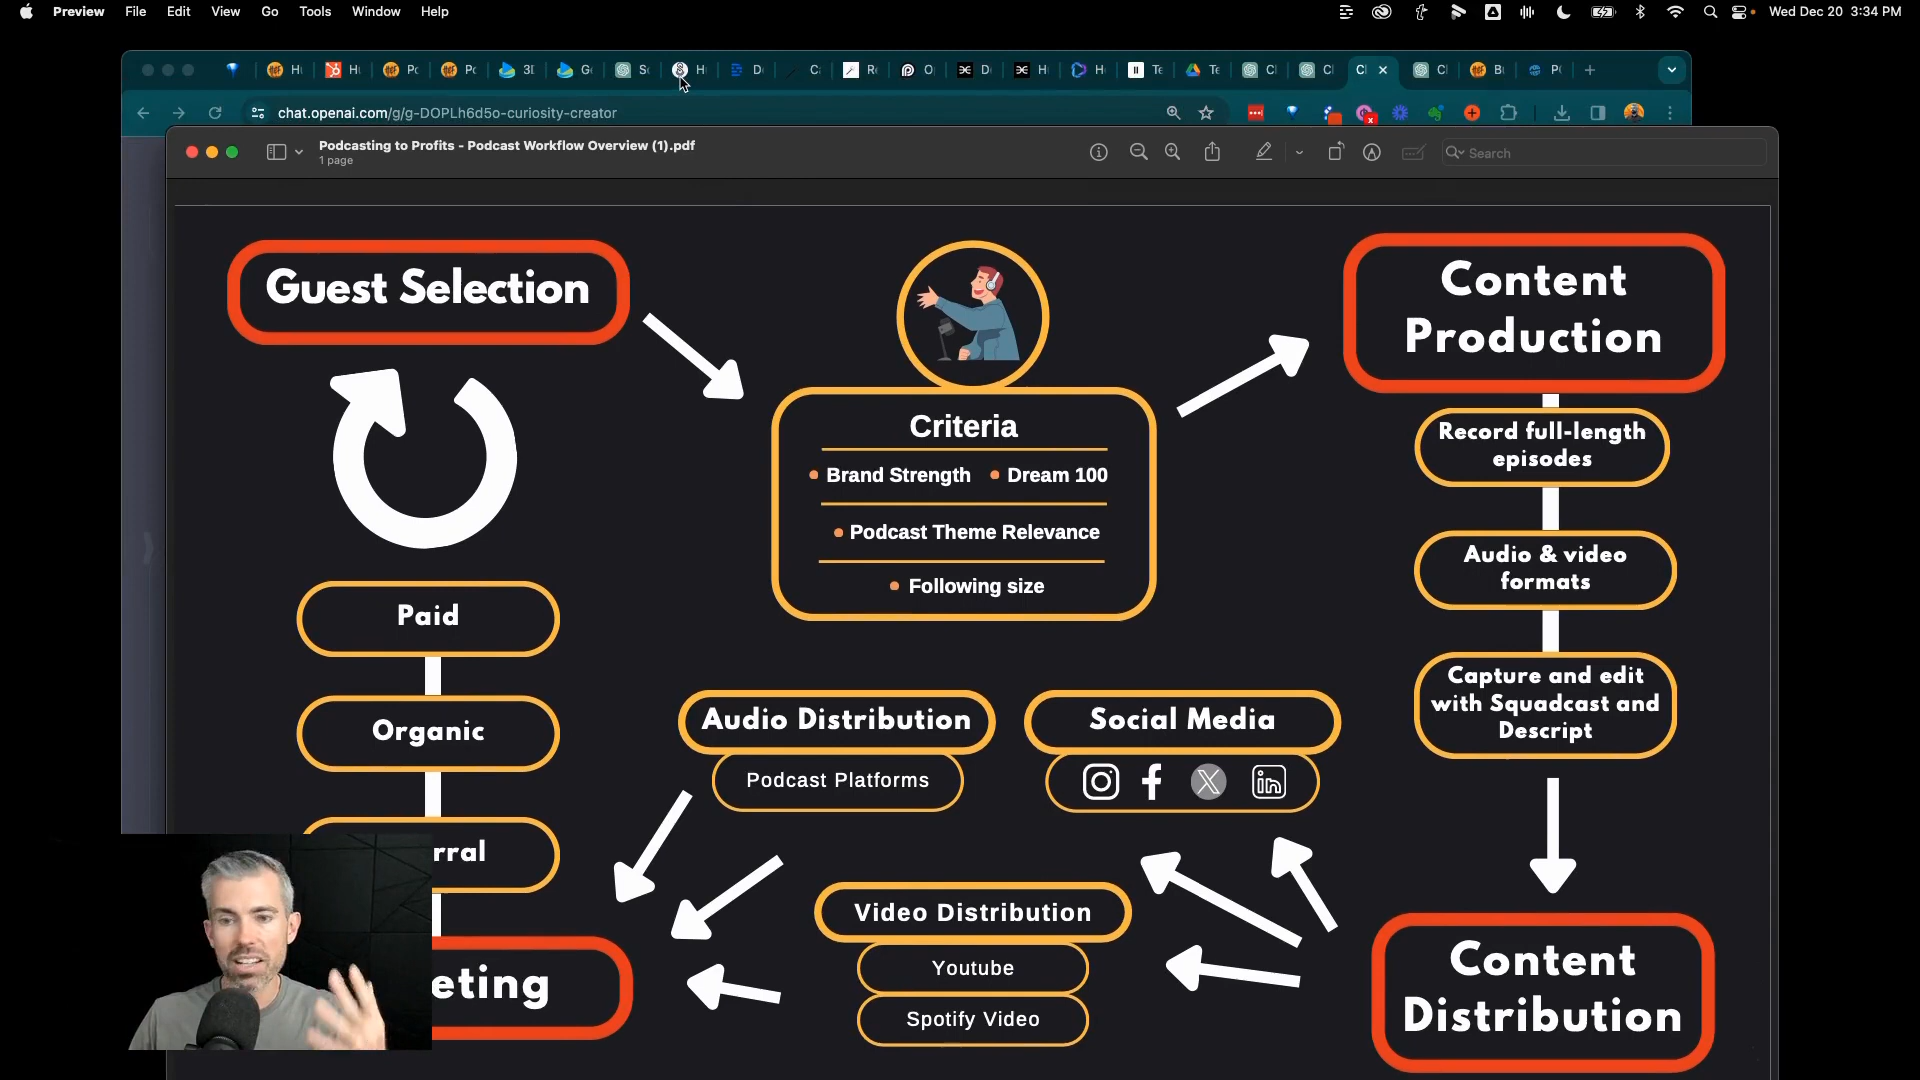 Preview File Edit View Go Tools Window Help
Wed Dec 20 3:34 PM
chat.openai.com/g/g-DOPLh6d5o-curiosity-creator
Podcasting to Profits - Podcast Workflow Overview (1).pdf
1 page
Search
Guest Selection
Criteria
Brand Strength
Dream 100
Podcast Theme Relevance
Following size
Content
Production
Record full-length
episodes
Audio & video
formats
Capture and edit
with Squadcast and
Descript
Paid
Organic
rral
eting
Audio Distribution
Podcast Platforms
Social Media
Video Distribution
Youtube
Spotify Video
Content
Distribution